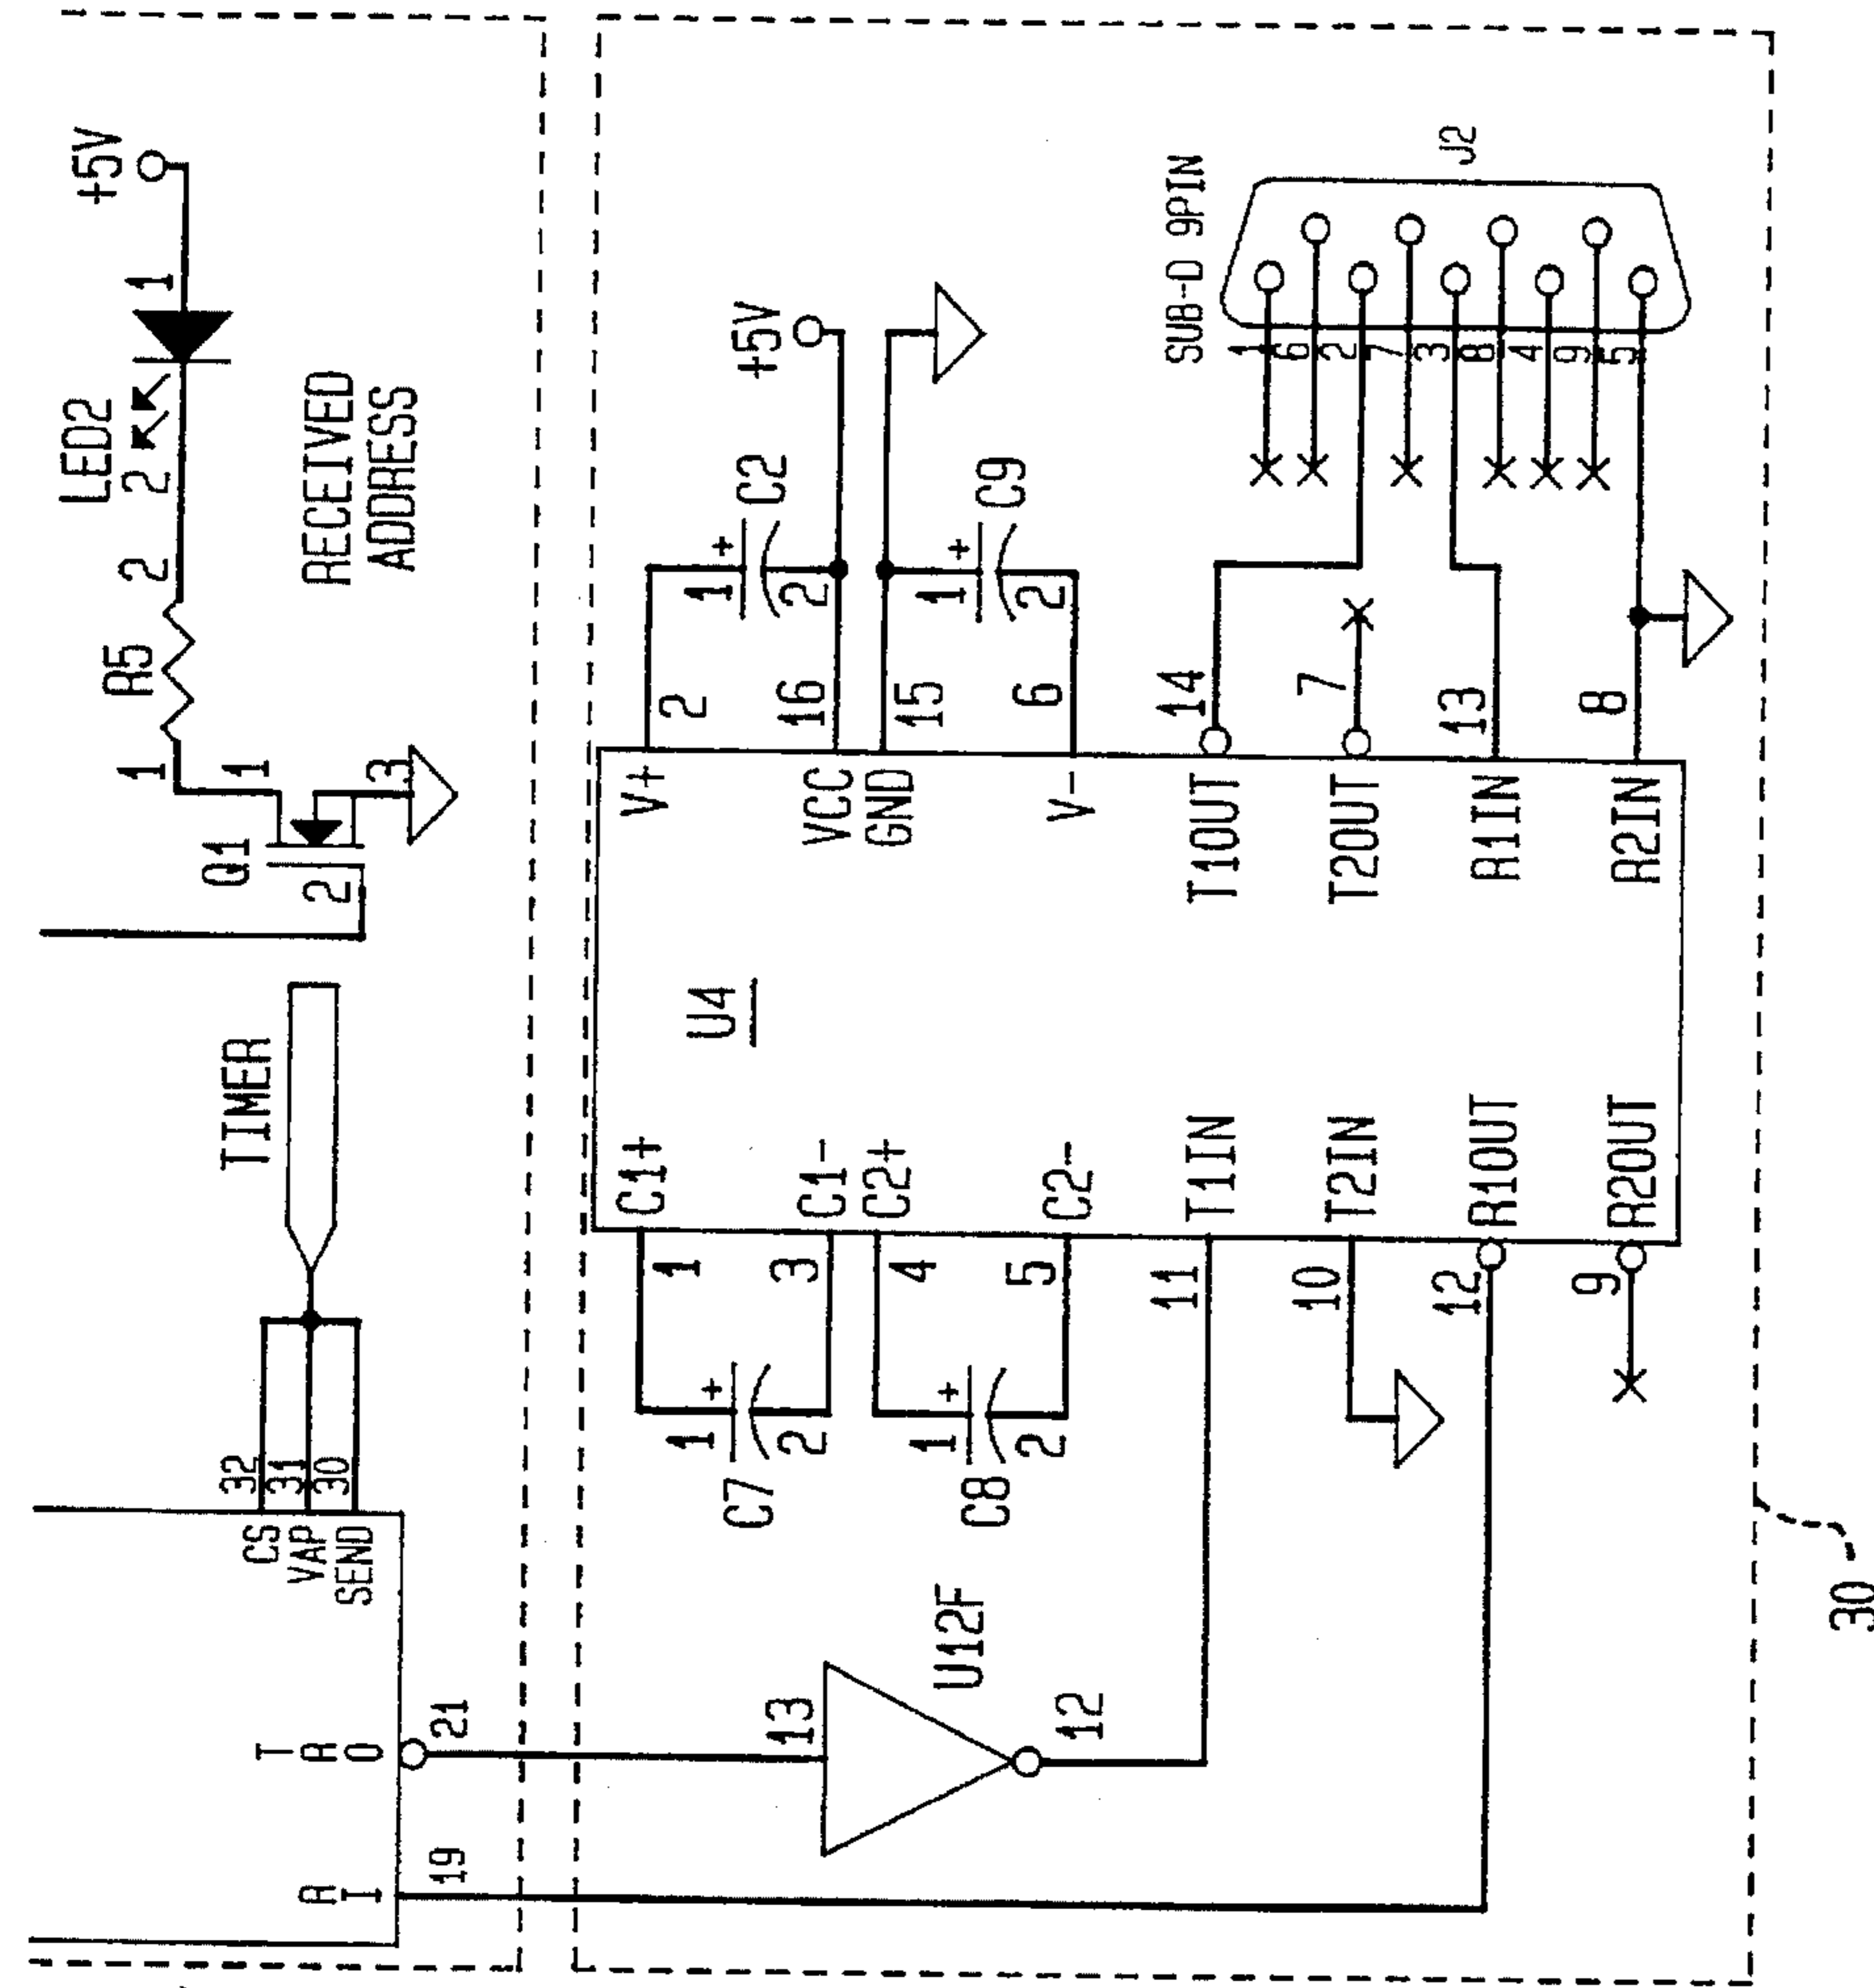 +5V
1
LED2
2
2
R5
1
RECEIVED
ADDRESS
Q1
1
2
3
TIMER
32
31
30
CS
VAP
SEND
TRO
21
RI
19
U4
C1+
C1-
C2+
C2-
T1IN
T2IN
R1OUT
R2OUT
V+
VCC
GND
V-
T1OUT
T2OUT
R1IN
R2IN
1
3
4
5
11
10
12
9
2
16
15
6
14
7
13
8
1
+
2
C7
1
+
2
C8
1
+
2
C2
1
+
2
C9
+5V
13
U12F
12
SUB-D 9PIN
1
6
2
7
3
8
4
9
5
J2
30